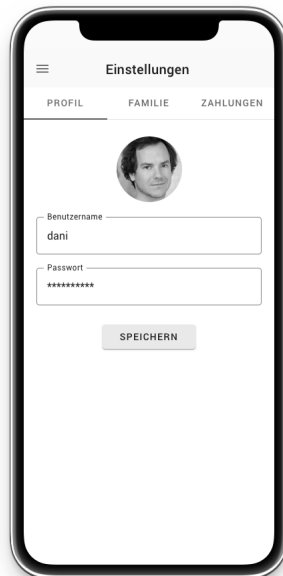 Einstellungen
PROFIL FAMILIE ZAHLUNGEN
Benutzername
dani
Passwort
**********
SPEICHERN